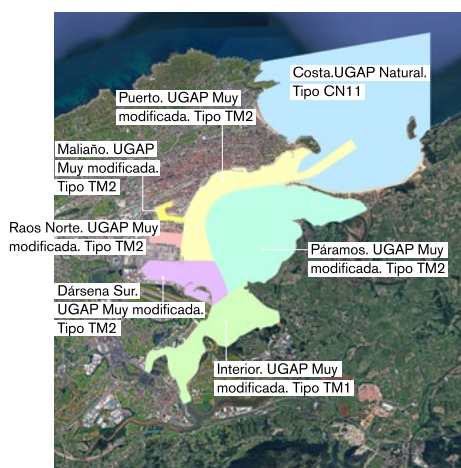 Costa.UGAP Natural.
Tipo CN11
Puerto. UGAP Muy
modificada. Tipo TM2
Maliaño. UGAP
Muy modificada.
Tipo TM2
Raos Norte. UGAP Muy
modificada. Tipo TM2
Páramos. UGAP Muy
modificada. Tipo TM2
Dársena Sur.
UGAP Muy modificada.
Tipo TM2
Interior. UGAP Muy
modificada. Tipo TM1